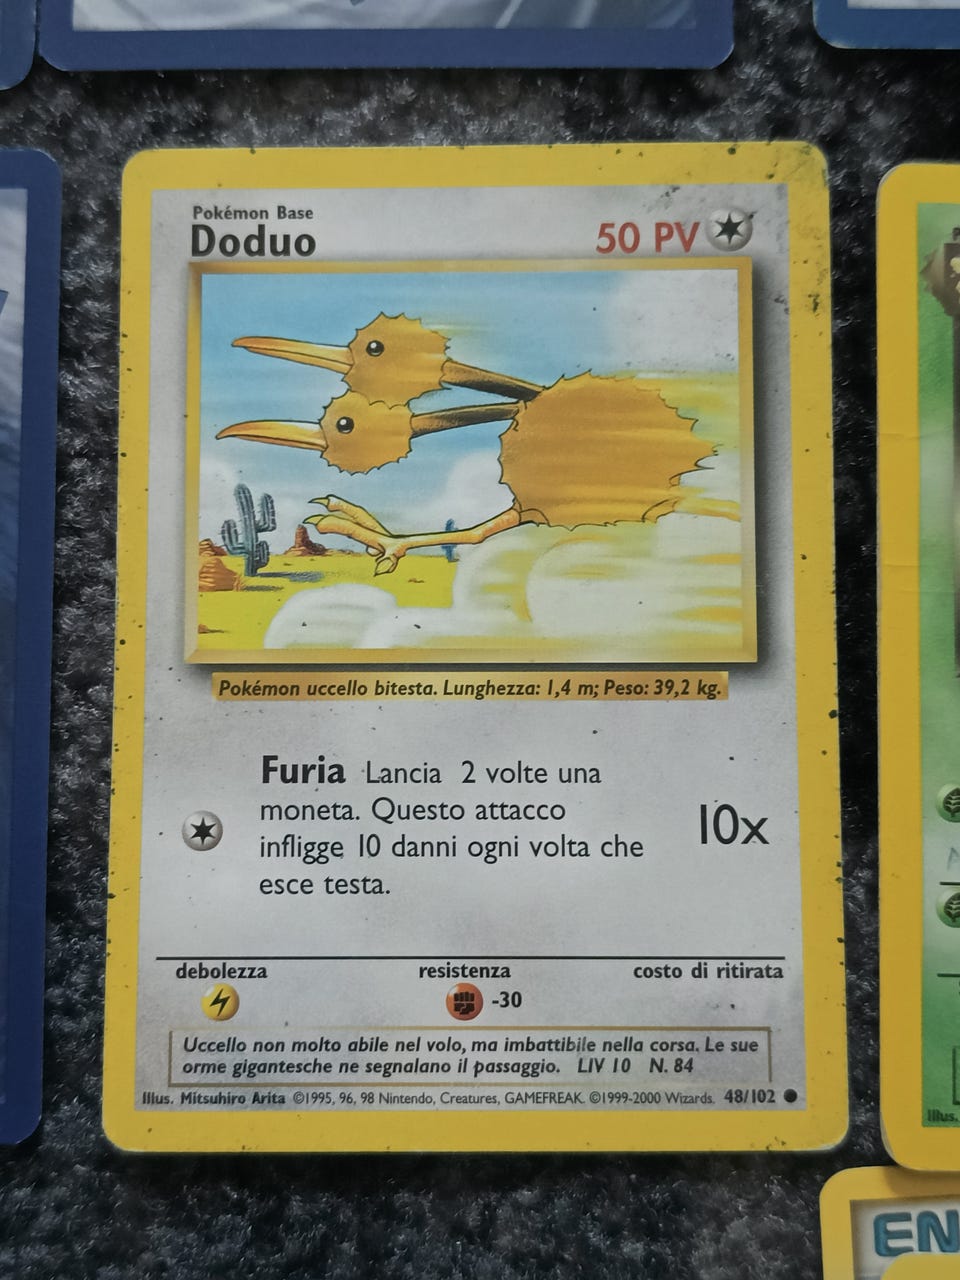 Pokémon Base
Doduo
50 PV
Pokémon uccello bitesta. Lunghezza: 1,4 m; Peso: 39,2 kg.
Furia Lancia 2 volte una
moneta. Questo attacco
infligge 10 danni ogni volta che
esce testa.
10x
debolezza resistenza costo di ritirata
-30
Uccello non molto abile nel volo, ma imbattibile nella corsa. Le sue
orme gigantesche ne segnalano il passaggio. LIV 10 N. 84
Illus. Mitsuhiro Arita ©1995, 96, 98 Nintendo, Creatures, GAMEFREAK. ©1999-2000 Wizards. 48/102
Illus.
EN